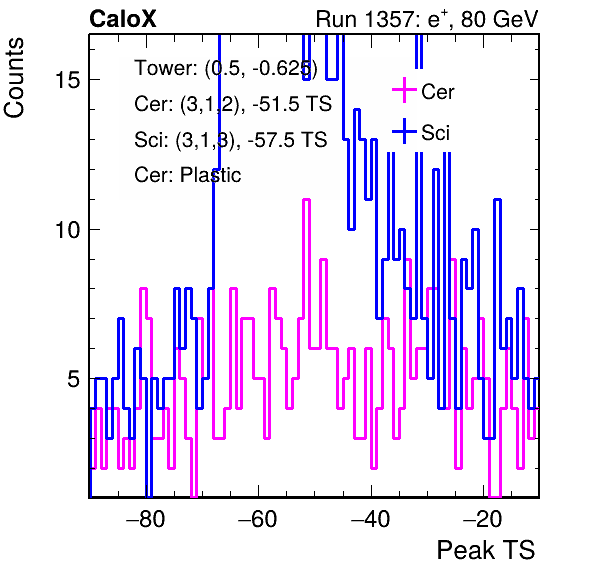 CaloX Run 1357: e⁺, 80 GeV
Counts
Tower: (0.5, -0.625)
Cer: (3,1,2), -51.5 TS
Sci: (3,1,3), -57.5 TS
Cer: Plastic
Cer
Sci
15
10
5
−80 −60 −40 −20
Peak TS